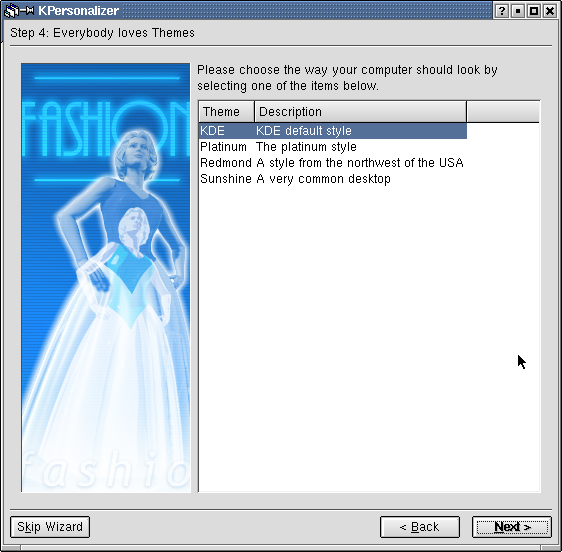 KPersonalizer
Step 4: Everybody loves Themes
FASHION
fashio
Please choose the way your computer should look by
selecting one of the items below.
Theme Description
KDE KDE default style
Platinum The platinum style
Redmond A style from the northwest of the USA
Sunshine A very common desktop
Skip Wizard < Back Next >